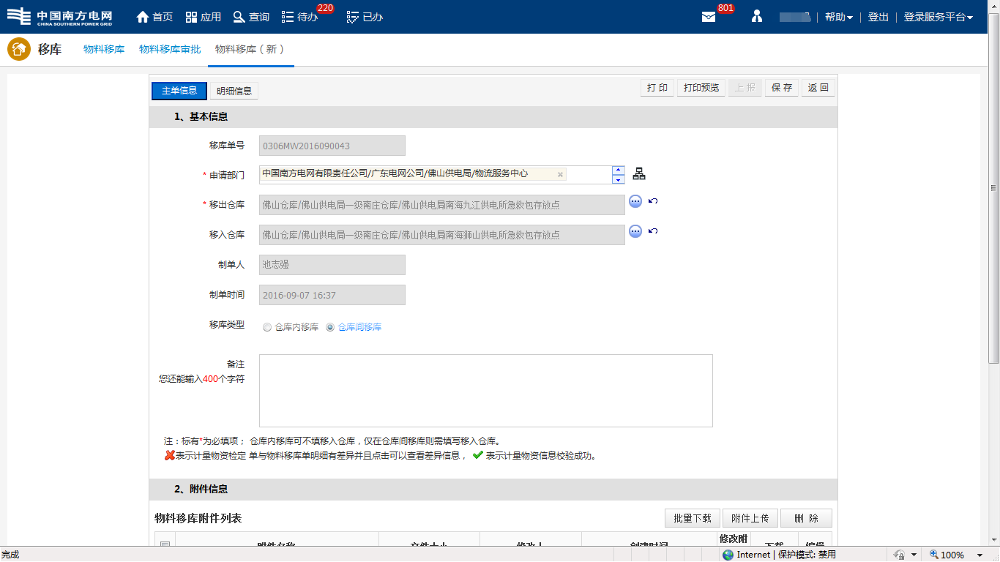 中国南方电网
CHINA SOUTHERN POWER GRID
首页 应用 查询 待办 220 已办 801 帮助 登出 登录服务平台
移库 物料移库 物料移库审批 物料移库（新）
主单信息 明细信息 打 印 打印预览 上 报 保 存 返 回
1、基本信息
移库单号 0306MW2016090043
* 申请部门 中国南方电网有限责任公司/广东电网公司/佛山供电局/物流服务中心
* 移出仓库 佛山仓库/佛山供电局一级南庄仓库/佛山供电局南海九江供电所急救包存放点
移入仓库 佛山仓库/佛山供电局一级南庄仓库/佛山供电局南海狮山供电所急救包存放点
制单人 池志强
制单时间 2016-09-07 16:37
移库类型 仓库内移库 仓库间移库
备注
您还能输入400个字符
注：标有*为必填项； 仓库内移库可不填移入仓库，仅在仓库间移库则需填写移入仓库。
表示计量物资检定 单与物料移库单明细有差异并且点击可以查看差异信息， 表示计量物资信息校验成功。
2、附件信息
物料移库附件列表 批量下载 附件上传 删 除
附件名称 文件大小 修改人 创建时间 修改附 下载 编辑
完成 Internet | 保护模式: 禁用 100%